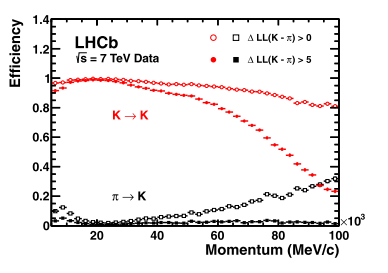 1.4
1.2
1
0.8
0.6
0.4
0.2
0
Efficiency
LHCb
√s = 7 TeV Data
Δ LL(K - π) > 0
Δ LL(K - π) > 5
K → K
π → K
20 40 60 80 100
×10³
Momentum (MeV/c)